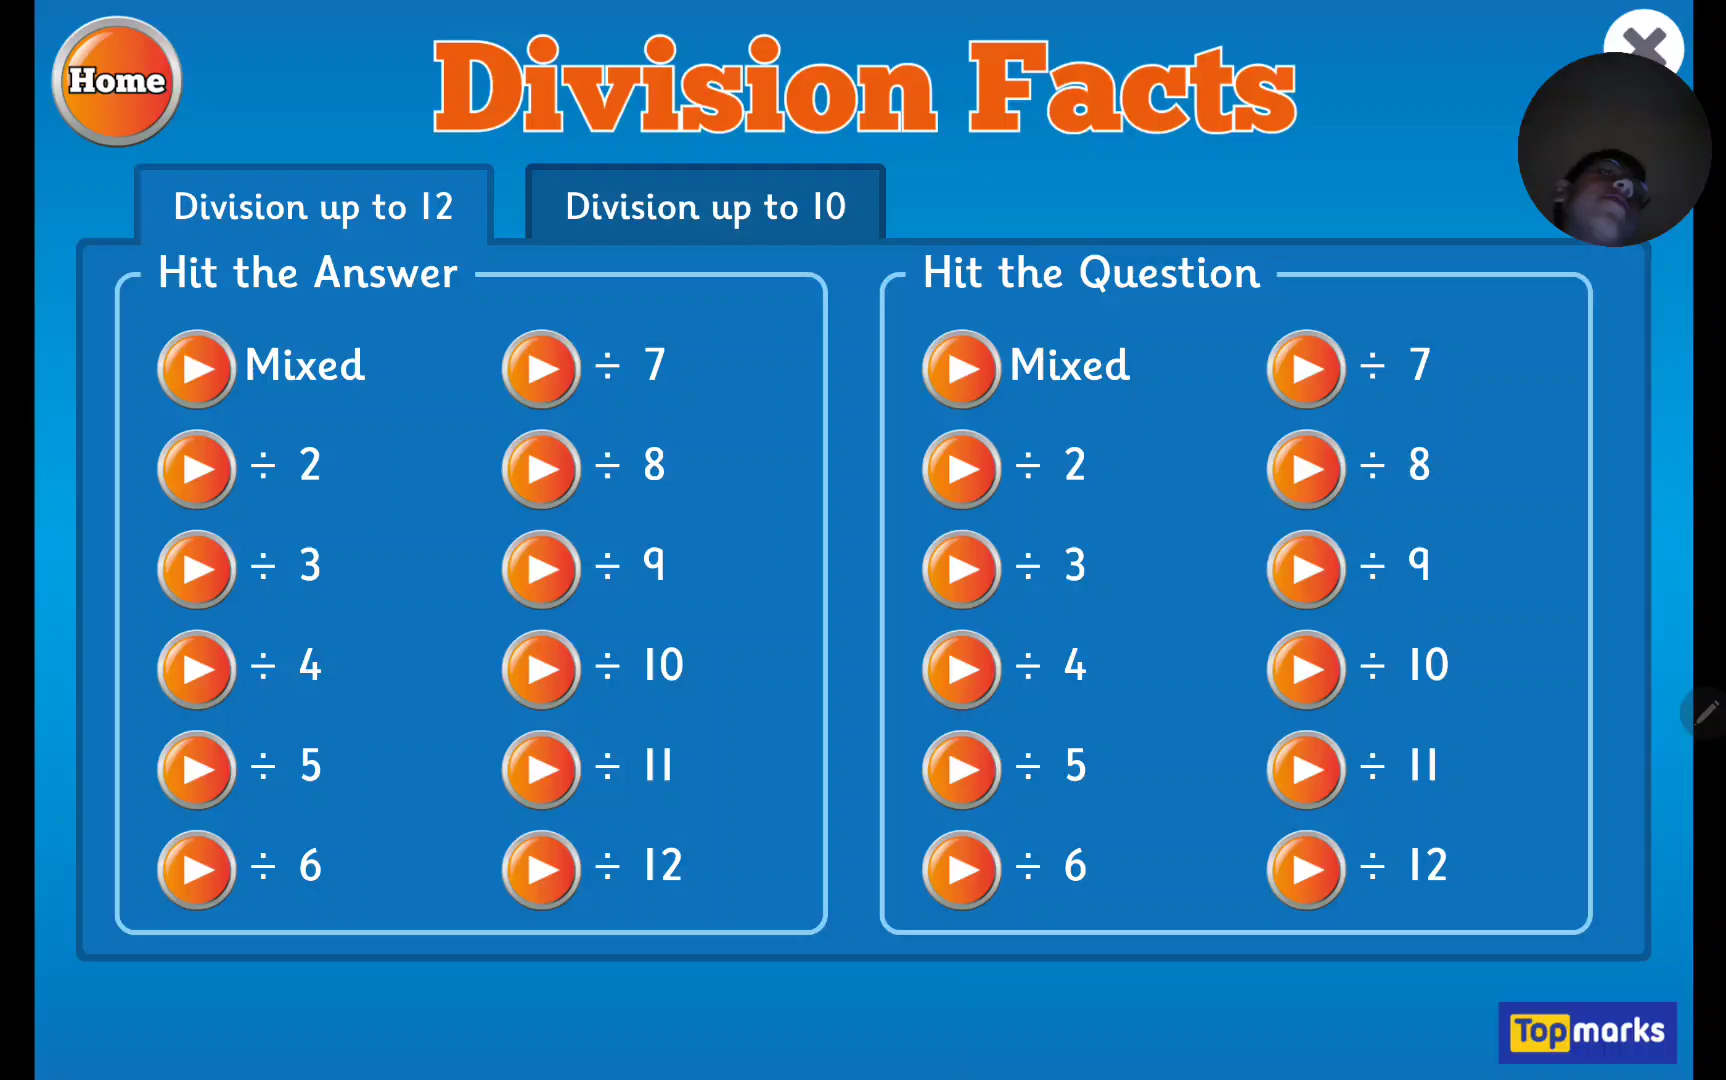 Home
Division Facts
Division up to 12
Division up to 10
Hit the Answer
Mixed
÷ 2
÷ 3
÷ 4
÷ 5
÷ 6
÷ 7
÷ 8
÷ 9
÷ 10
÷ 11
÷ 12
Hit the Question
Mixed
÷ 2
÷ 3
÷ 4
÷ 5
÷ 6
÷ 7
÷ 8
÷ 9
÷ 10
÷ 11
÷ 12
Topmarks